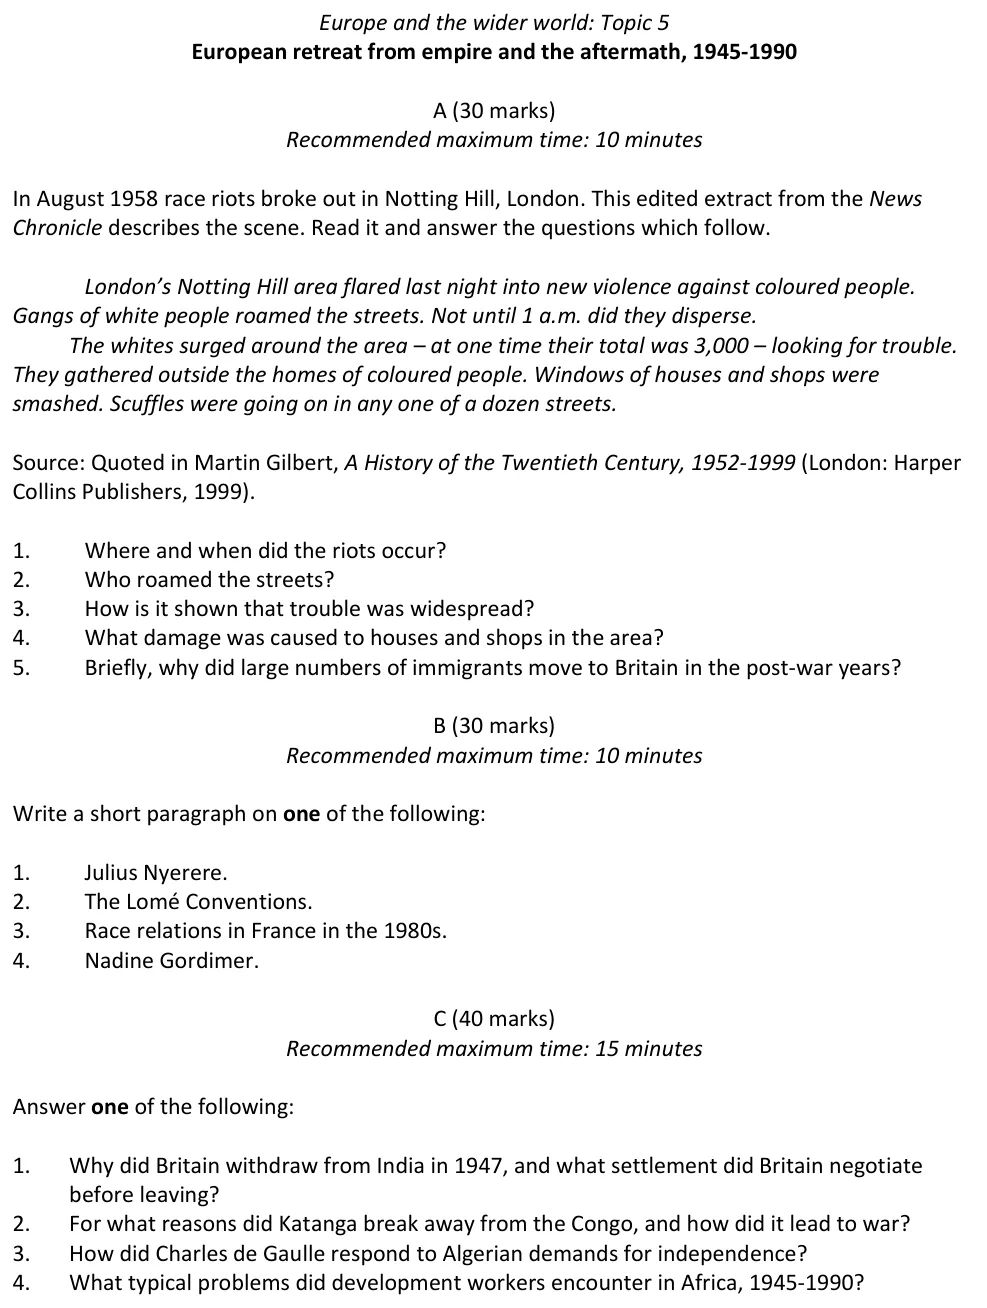 Europe and the wider world: Topic 5
European retreat from empire and the aftermath, 1945-1990
A (30 marks)
Recommended maximum time: 10 minutes
In August 1958 race riots broke out in Notting Hill, London. This edited extract from the News
Chronicle describes the scene. Read it and answer the questions which follow.
London’s Notting Hill area flared last night into new violence against coloured people.
Gangs of white people roamed the streets. Not until 1 a.m. did they disperse.
The whites surged around the area – at one time their total was 3,000 – looking for trouble.
They gathered outside the homes of coloured people. Windows of houses and shops were
smashed. Scuffles were going on in any one of a dozen streets.
Source: Quoted in Martin Gilbert, A History of the Twentieth Century, 1952-1999 (London: Harper
Collins Publishers, 1999).
1. Where and when did the riots occur?
2. Who roamed the streets?
3. How is it shown that trouble was widespread?
4. What damage was caused to houses and shops in the area?
5. Briefly, why did large numbers of immigrants move to Britain in the post-war years?
B (30 marks)
Recommended maximum time: 10 minutes
Write a short paragraph on one of the following:
1. Julius Nyerere.
2. The Lomé Conventions.
3. Race relations in France in the 1980s.
4. Nadine Gordimer.
C (40 marks)
Recommended maximum time: 15 minutes
Answer one of the following:
1. Why did Britain withdraw from India in 1947, and what settlement did Britain negotiate
before leaving?
2. For what reasons did Katanga break away from the Congo, and how did it lead to war?
3. How did Charles de Gaulle respond to Algerian demands for independence?
4. What typical problems did development workers encounter in Africa, 1945-1990?